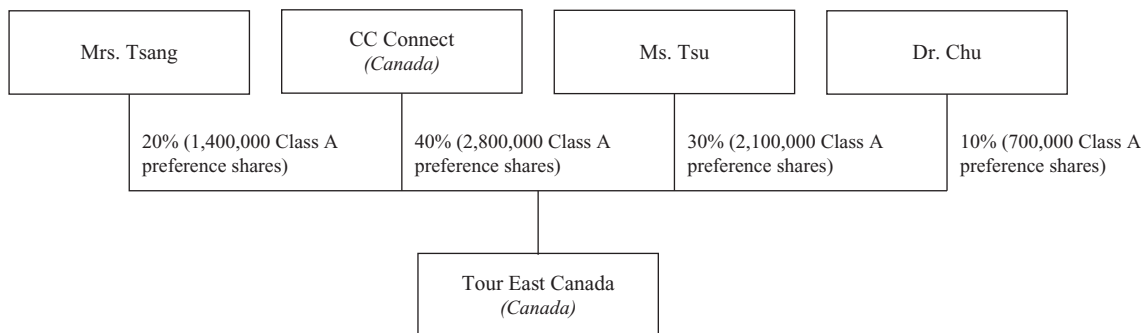 Mrs. Tsang
CC Connect
(Canada)
Ms. Tsu
Dr. Chu
20% (1,400,000 Class A
preference shares)
40% (2,800,000 Class A
preference shares)
30% (2,100,000 Class A
preference shares)
10% (700,000 Class A
preference shares)
Tour East Canada
(Canada)